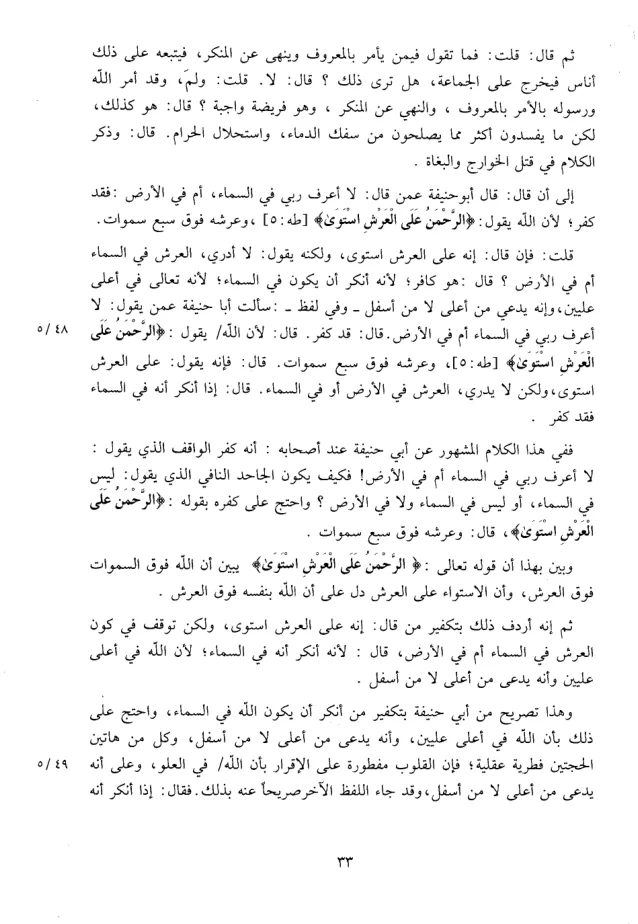 ثم قال: قلت: فما تقول فيمن يأمر بالمعروف وينهى عن المنكر، فيتبعه على ذلك
أناس فيخرج على الجماعة، هل ترى ذلك ؟ قال: لا. قلت: ولم، وقد أمر الله
ورسوله بالأمر بالمعروف ، والنهي عن المنكر ، وهو فريضة واجبة ؟ قال: هو كذلك،
لكن ما يفسدون أكثر مما يصلحون من سفك الدماء، واستحلال الحرام. قال: وذكر
الكلام في قتل الخوارج والبغاة .
إلى أن قال: قال أبوحنيفة عمن قال: لا أعرف ربي في السماء، أم في الأرض :فقد
كفر؛ لأن الله يقول: ﴿الرَّحْمَنُ عَلَى الْعَرْشِ اسْتَوَىٰ﴾ [طه:٥] ،وعرشه فوق سبع سموات.
قلت: فإن قال: إنه على العرش استوى، ولكنه يقول: لا أدري، العرش في السماء
أم في الأرض ؟ قال :هو كافر؛ لأنه أنكر أن يكون في السماء؛ لأنه تعالى في أعلى
عليين،وإنه يدعى من أعلى لا من أسفل ـ وفي لفظ ـ :سألت أبا حنيفة عمن يقول: لا
أعرف ربي في السماء أم في الأرض.قال: قد كفر. قال: لأن الله/ يقول :﴿الرَّحْمَنُ عَلَى
٥/٤٨
الْعَرْشِ اسْتَوَىٰ﴾ [طه:٥]، وعرشه فوق سبع سموات. قال: فإنه يقول: على العرش
استوى،ولكن لا يدري، العرش في الأرض أو في السماء. قال: إذا أنكر أنه في السماء
فقد كفر .
ففي هذا الكلام المشهور عن أبي حنيفة عند أصحابه : أنه كفر الواقف الذي يقول :
لا أعرف ربي في السماء أم في الأرض! فكيف يكون الجاحد النافي الذي يقول: ليس
في السماء، أو ليس في السماء ولا في الأرض ؟ واحتج على كفره بقوله :﴿الرَّحْمَنُ عَلَى
الْعَرْشِ اسْتَوَىٰ﴾، قال: وعرشه فوق سبع سموات .
وبين بهذا أن قوله تعالى :﴿ الرَّحْمَنُ عَلَى الْعَرْشِ اسْتَوَىٰ﴾ يبين أن الله فوق السموات
فوق العرش، وأن الاستواء على العرش دل على أن الله بنفسه فوق العرش .
ثم إنه أردف ذلك بتكفير من قال: إنه على العرش استوى، ولكن توقف في كون
العرش في السماء أم في الأرض، قال : لأنه أنكر أنه في السماء؛ لأن الله في أعلى
عليين وأنه يدعى من أعلى لا من أسفل .
وهذا تصريح من أبي حنيفة بتكفير من أنكر أن يكون الله في السماء، واحتج على
ذلك بأن الله في أعلى عليين، وأنه يدعى من أعلى لا من أسفل، وكل من هاتين
الحجتين فطرية عقلية؛ فإن القلوب مفطورة على الإقرار بأن الله/ في العلو، وعلى أنه
٥/٤٩
يدعى من أعلى لا من أسفل،وقد جاء اللفظ الآخرصريحاً عنه بذلك.فقال: إذا أنكر أنه
٣٣